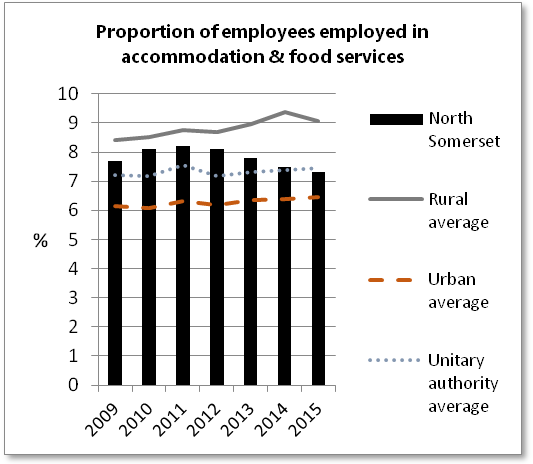 Proportion of employees employed in
accommodation & food services
10
9
8
7
6
5
4
3
2
1
0
%
2009
2010
2011
2012
2013
2014
2015
North
Somerset
Rural
average
Urban
average
Unitary
authority
average